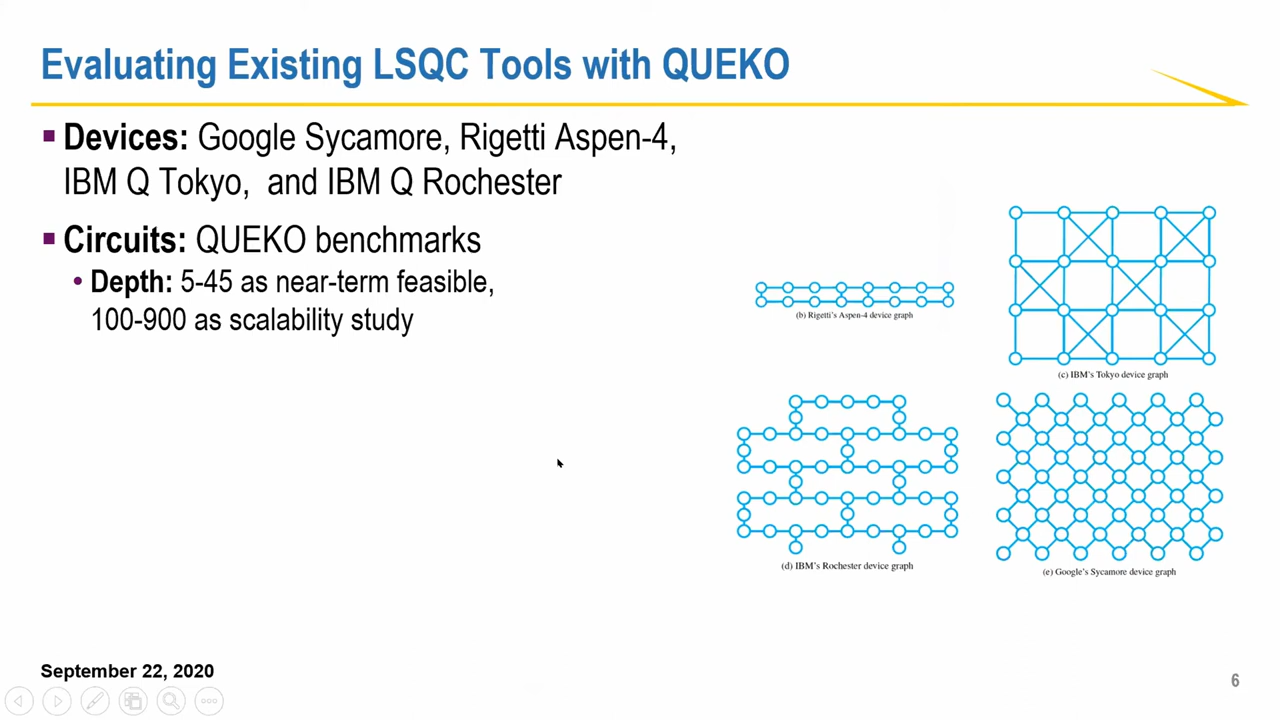 Evaluating Existing LSQC Tools with QUEKO
Devices: Google Sycamore, Rigetti Aspen-4,
IBM Q Tokyo, and IBM Q Rochester
Circuits: QUEKO benchmarks
Depth: 5-45 as near-term feasible,
100-900 as scalability study
(b) Rigetti's Aspen-4 device graph
(c) IBM's Tokyo device graph
(d) IBM's Rochester device graph
(e) Google's Sycamore device graph
September 22, 2020
6